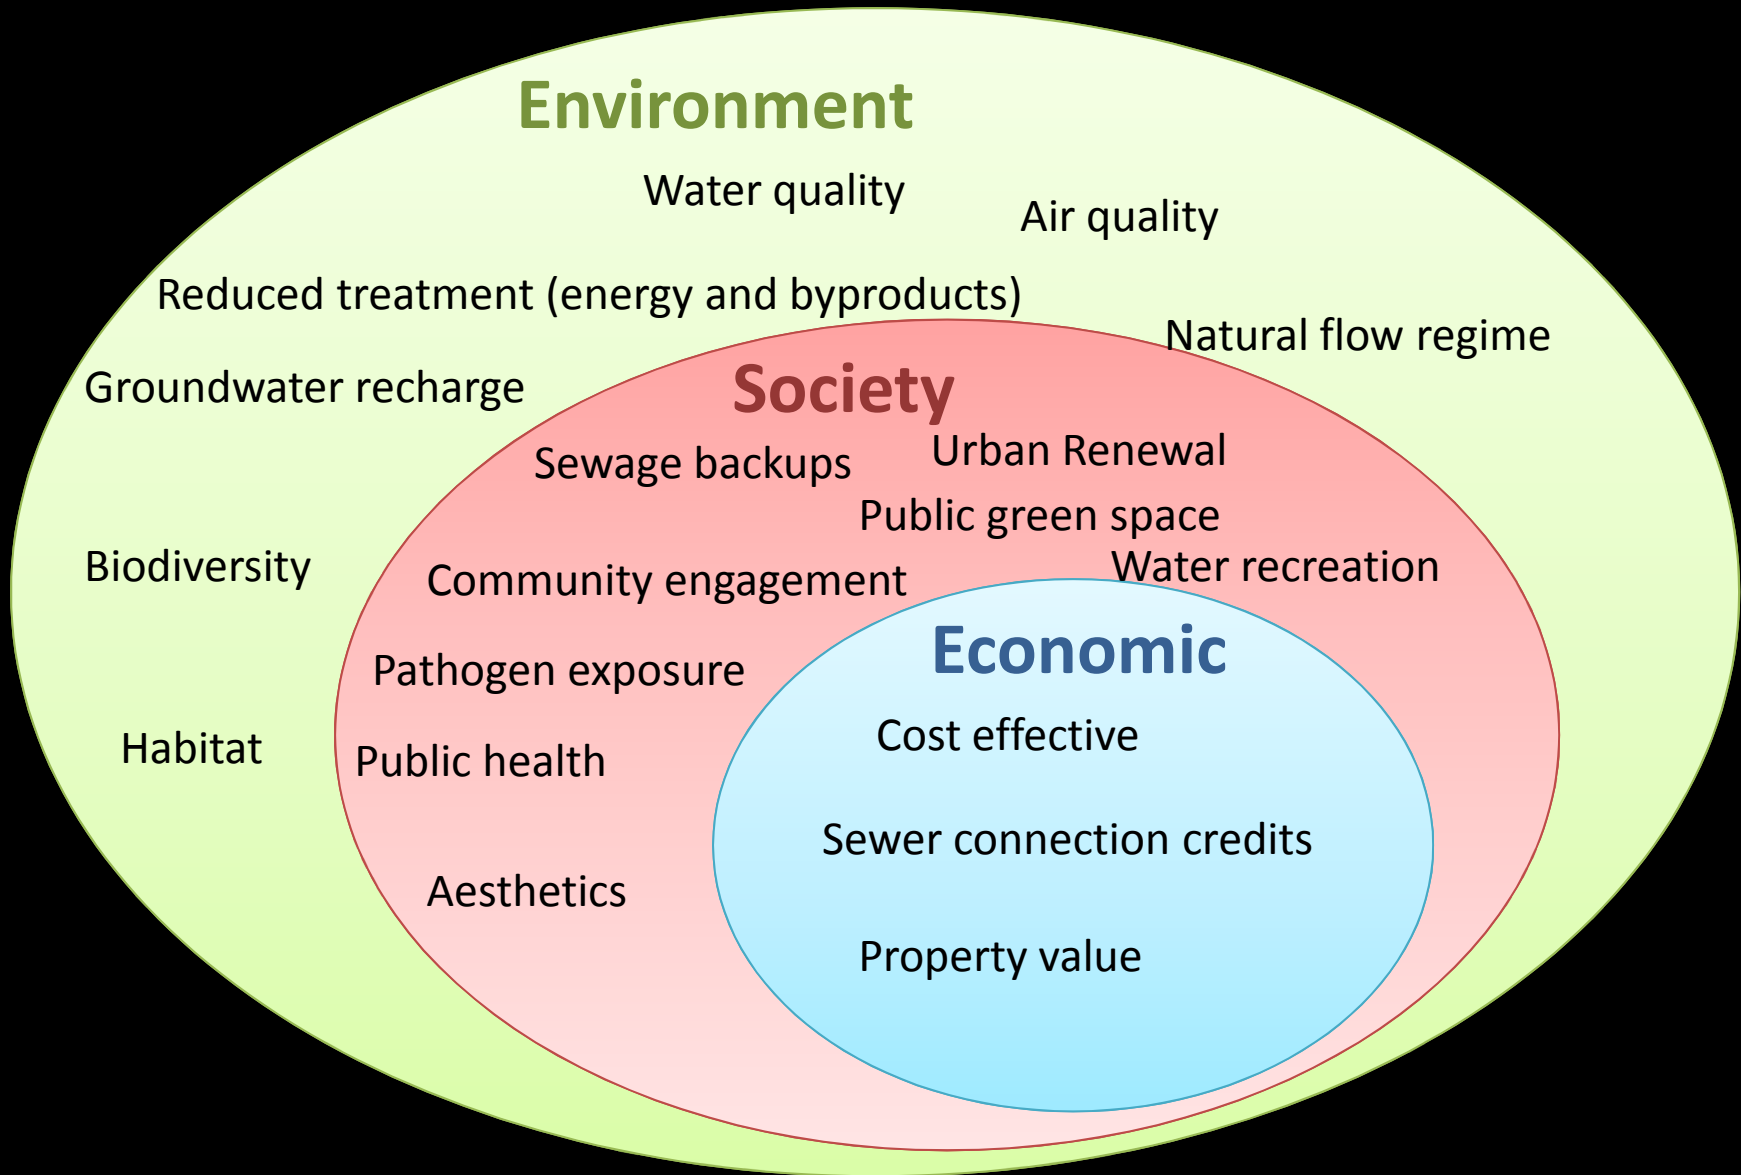 Environment
Water quality
Air quality
Reduced treatment (energy and byproducts)
Natural flow regime
Groundwater recharge
Society
Sewage backups
Urban Renewal
Public green space
Water recreation
Biodiversity
Community engagement
Economic
Pathogen exposure
Cost effective
Habitat
Public health
Sewer connection credits
Aesthetics
Property value